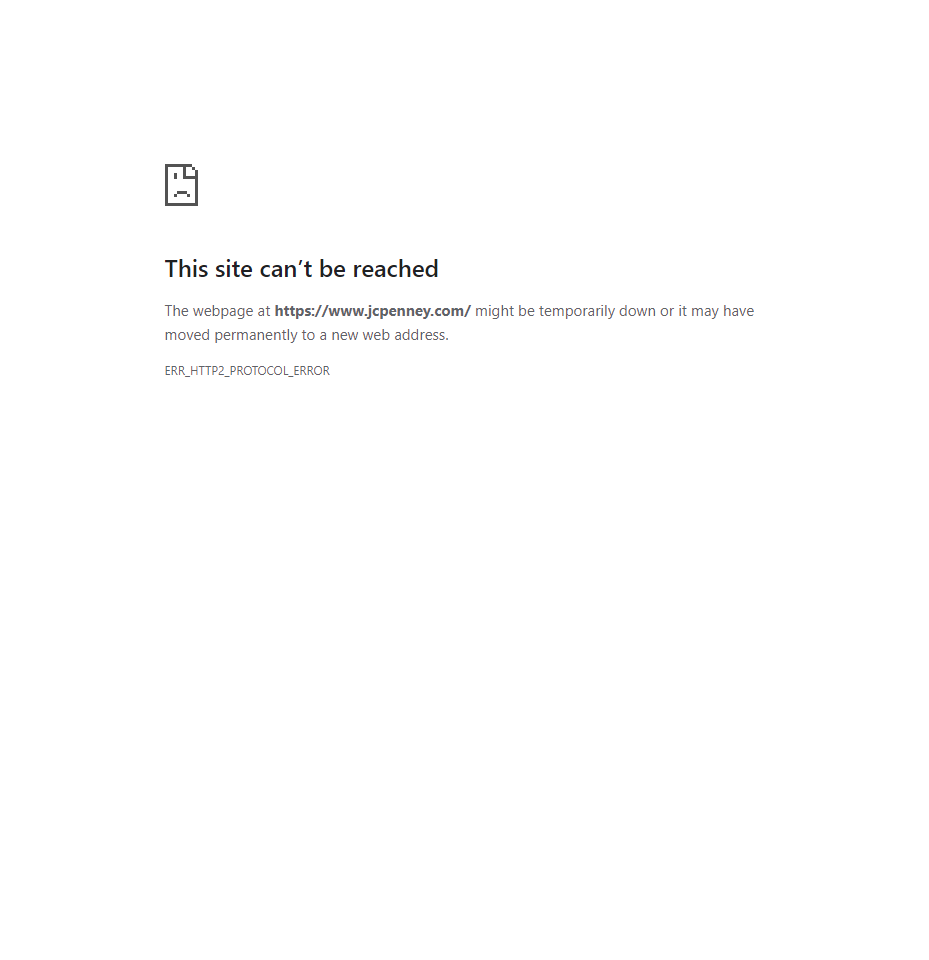 This site can’t be reached
The webpage at https://www.jcpenney.com/ might be temporarily down or it may have
moved permanently to a new web address.
ERR_HTTP2_PROTOCOL_ERROR